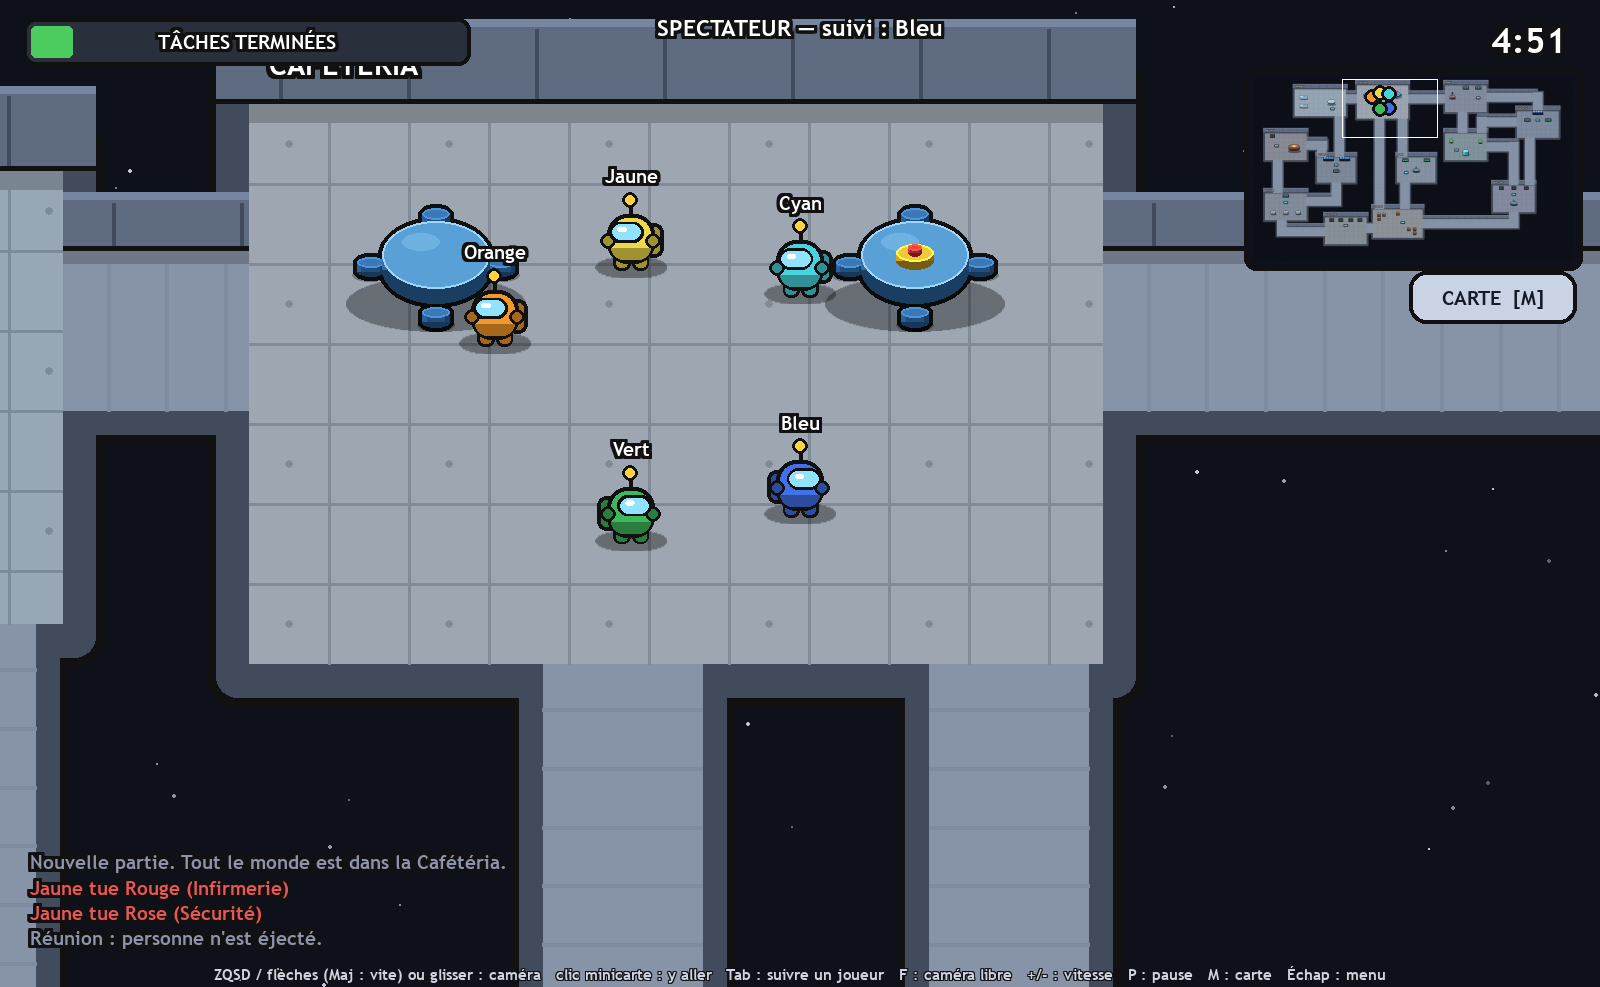 TÂCHES TERMINÉES
SPECTATEUR — suivi : Bleu
4:51
CAFÉTÉRIA
CARTE [M]
Jaune
Cyan
Orange
Bleu
Vert
Nouvelle partie. Tout le monde est dans la Cafétéria.
Jaune tue Rouge (Infirmerie)
Jaune tue Rose (Sécurité)
Réunion : personne n'est éjecté.
ZQSD / flèches (Maj : vite) ou glisser : caméra clic minicarte : y aller Tab : suivre un joueur F : caméra libre +/- : vitesse P : pause M : carte Échap : menu